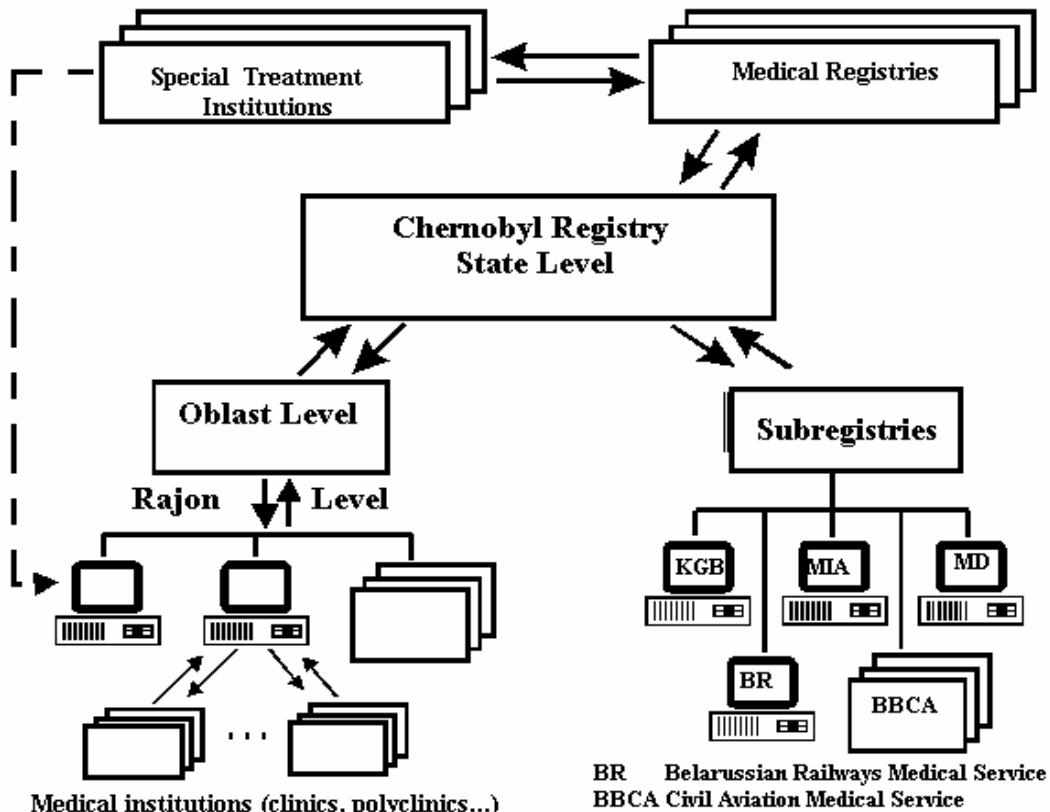 Special Treatment
Institutions
Medical Registries
Chernobyl Registry
State Level
Oblast Level
Subregistries
Rajon Level
KGB
MIA
MD
BR
BBCA
...
Medical institutions (clinics, polyclinics...)
BR Belarussian Railways Medical Service
BBCA Civil Aviation Medical Service